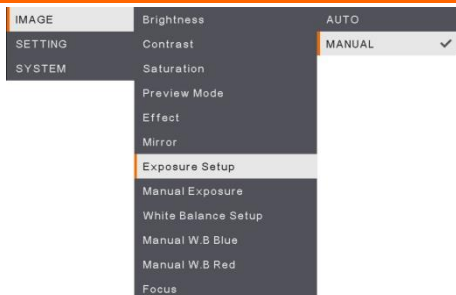 IMAGE
SETTING
SYSTEM
Brightness
Contrast
Saturation
Preview Mode
Effect
Mirror
Exposure Setup
Manual Exposure
White Balance Setup
Manual W.B Blue
Manual W.B Red
Focus
AUTO
MANUAL